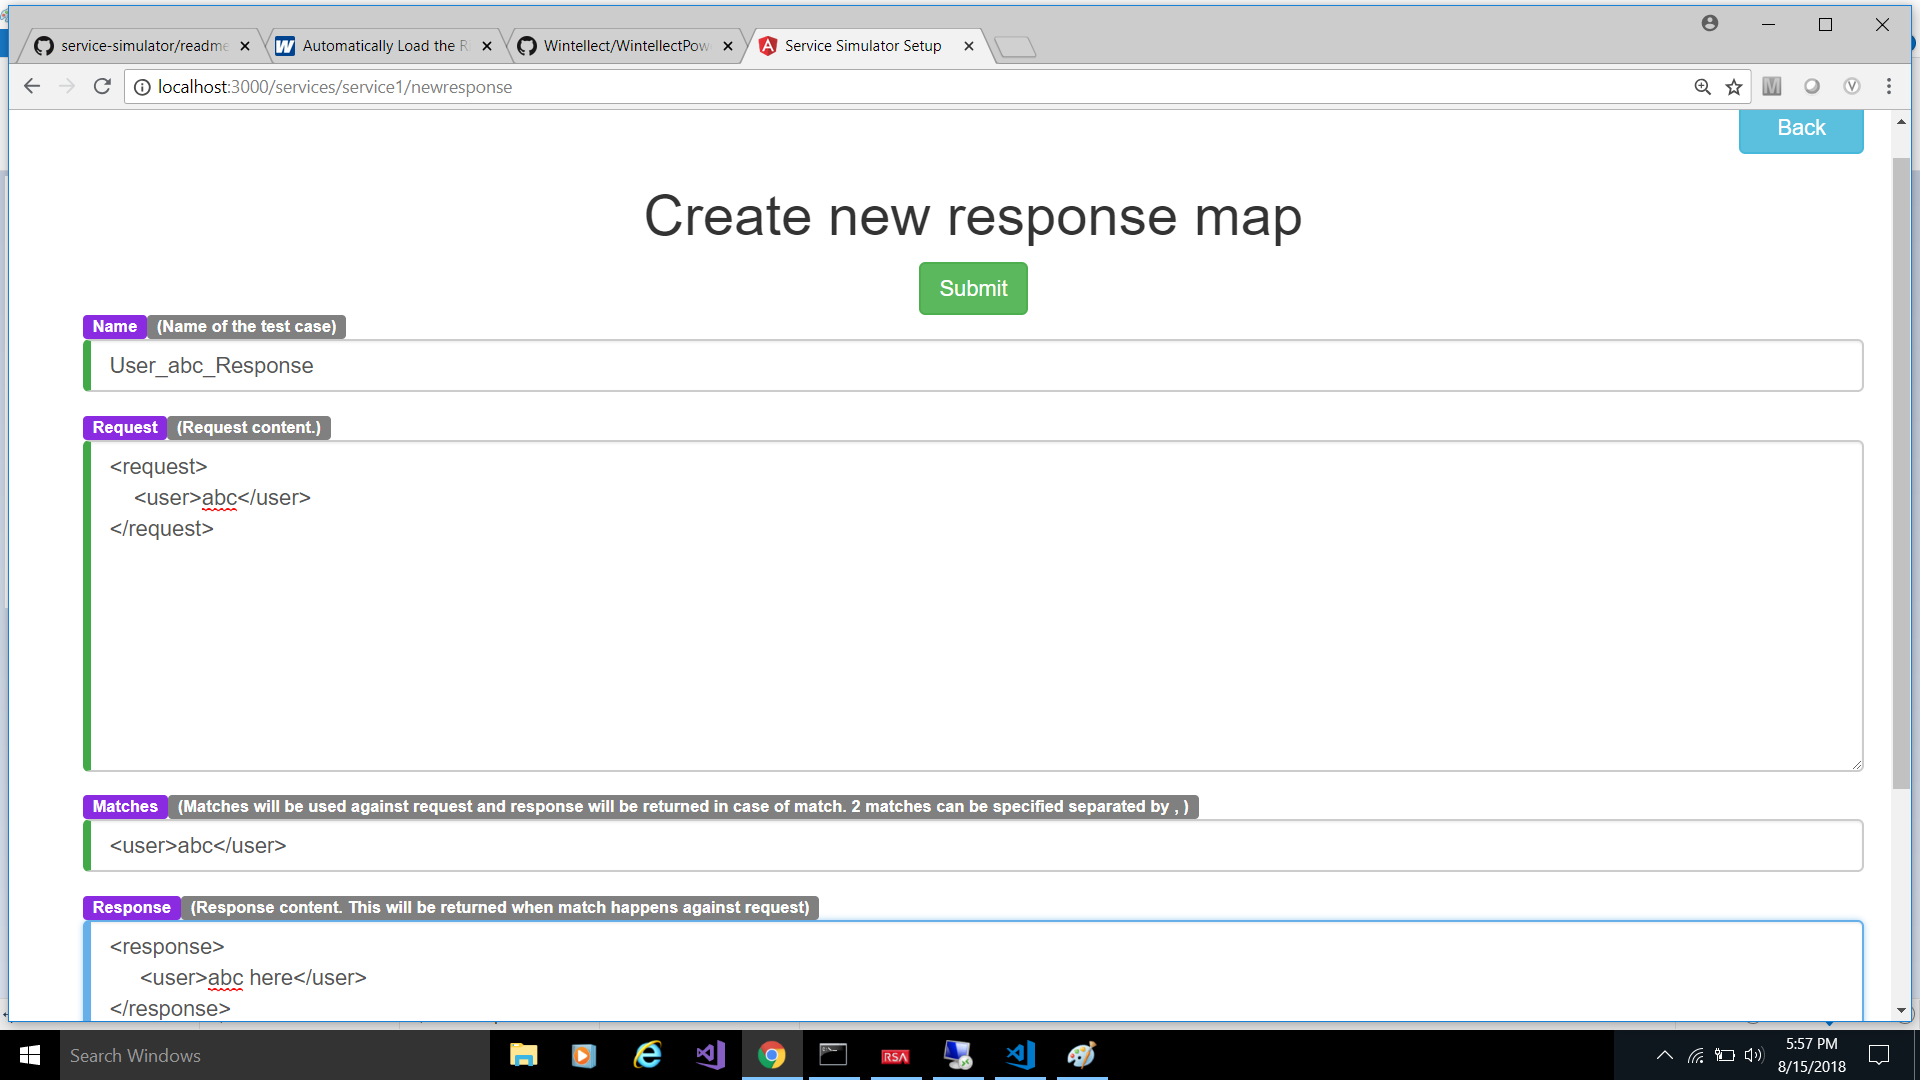 service-simulator/readme
Automatically Load the R
Wintellect/WintellectPow
Service Simulator Setup
localhost:3000/services/service1/newresponse
Back
Create new response map
Submit
Name (Name of the test case)
User_abc_Response
Request (Request content.)
<request>
<user>abc</user>
</request>
Matches (Matches will be used against request and response will be returned in case of match. 2 matches can be specified separated by , )
<user>abc</user>
Response (Response content. This will be returned when match happens against request)
<response>
<user>abc here</user>
</response>
Search Windows
RSA
5:57 PM
8/15/2018